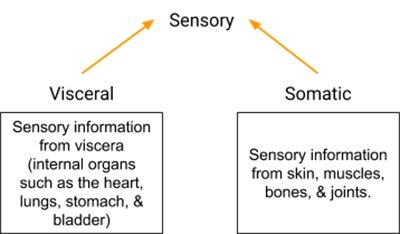 Sensory
Visceral
Sensory information
from viscera
(internal organs
such as the heart,
lungs, stomach, &
bladder)
Somatic
Sensory information
from skin, muscles,
bones, & joints.